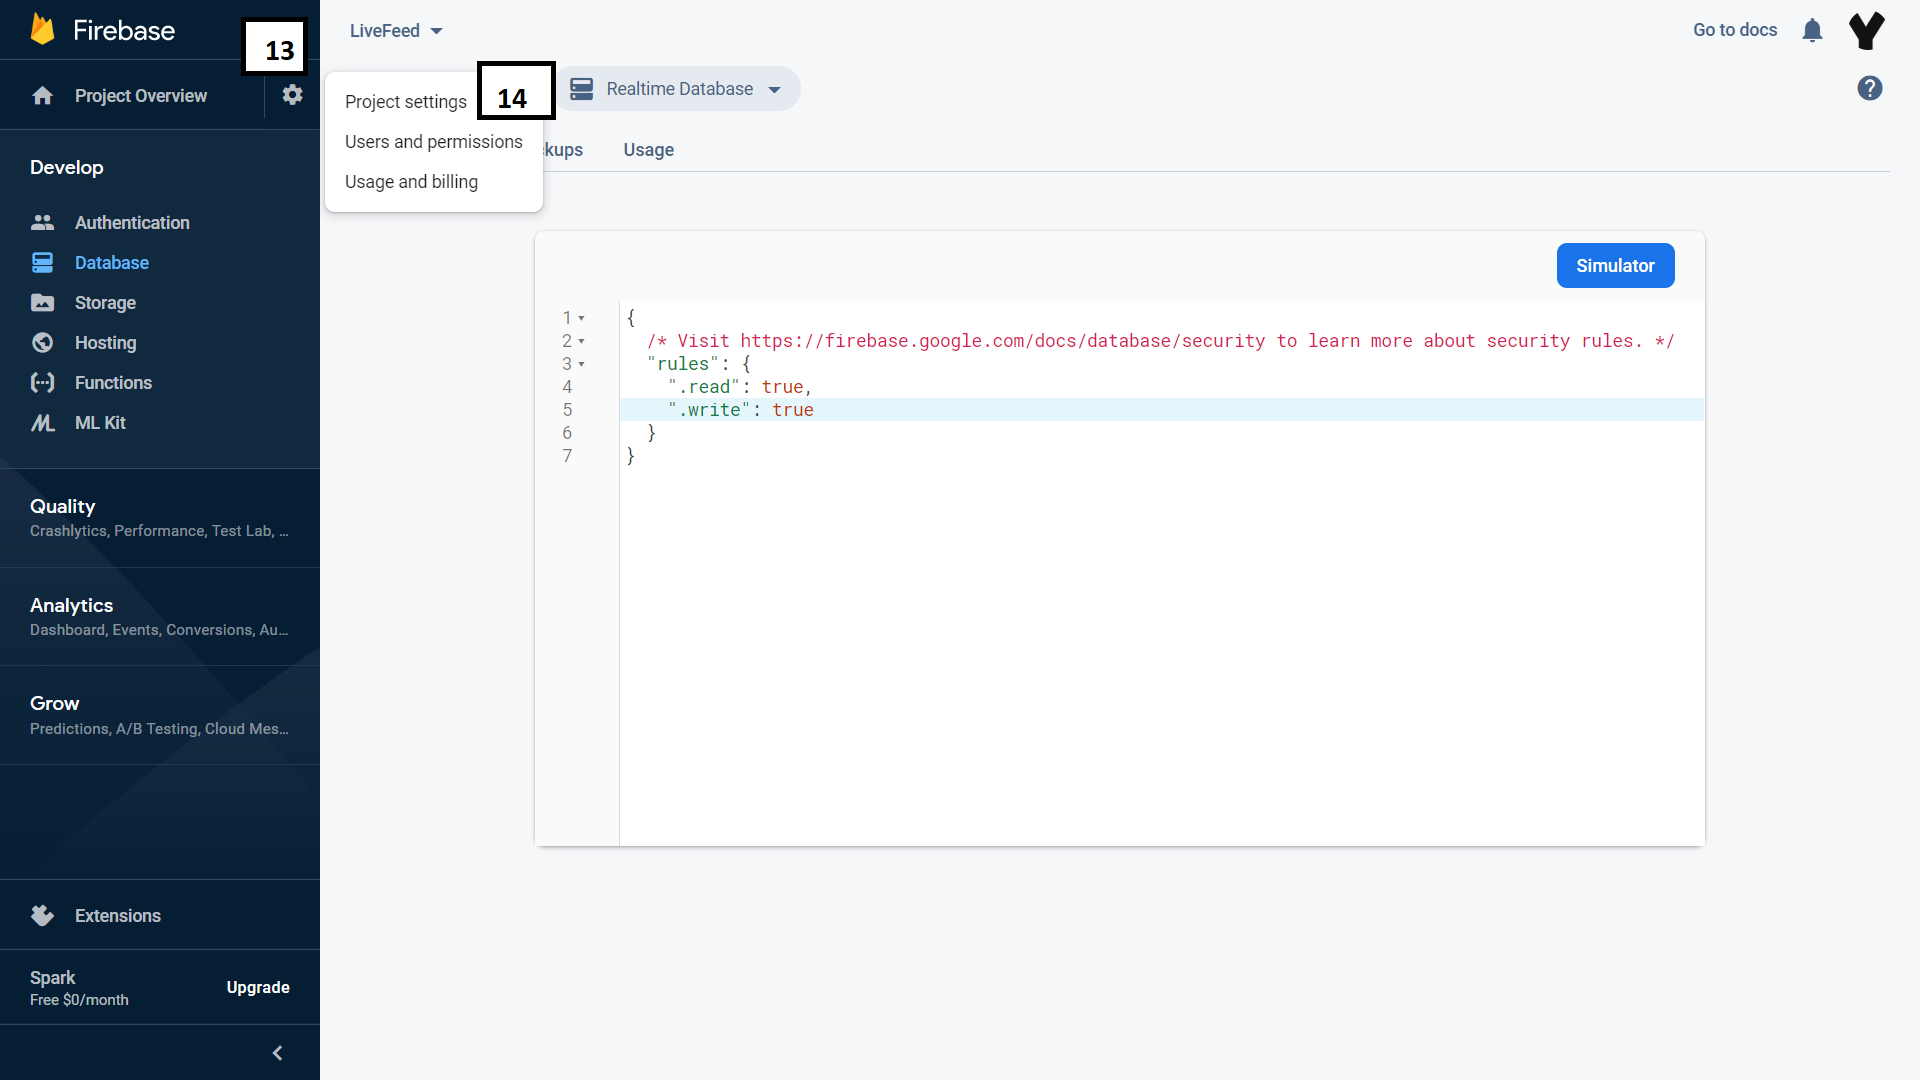 Firebase
13
Project Overview
Develop
Authentication
Database
Storage
Hosting
Functions
ML Kit
Quality
Crashlytics, Performance, Test Lab, ...
Analytics
Dashboard, Events, Conversions, Au...
Grow
Predictions, A/B Testing, Cloud Mes...
Extensions
Spark
Free $0/month
Upgrade
LiveFeed
Go to docs
Project settings
14
Users and permissions
Usage and billing
Realtime Database
?
ckups
Usage
Simulator
1 {
2 /* Visit https://firebase.google.com/docs/database/security to learn more about security rules. */
3 "rules": {
4 ".read": true,
5 ".write": true
6 }
7 }